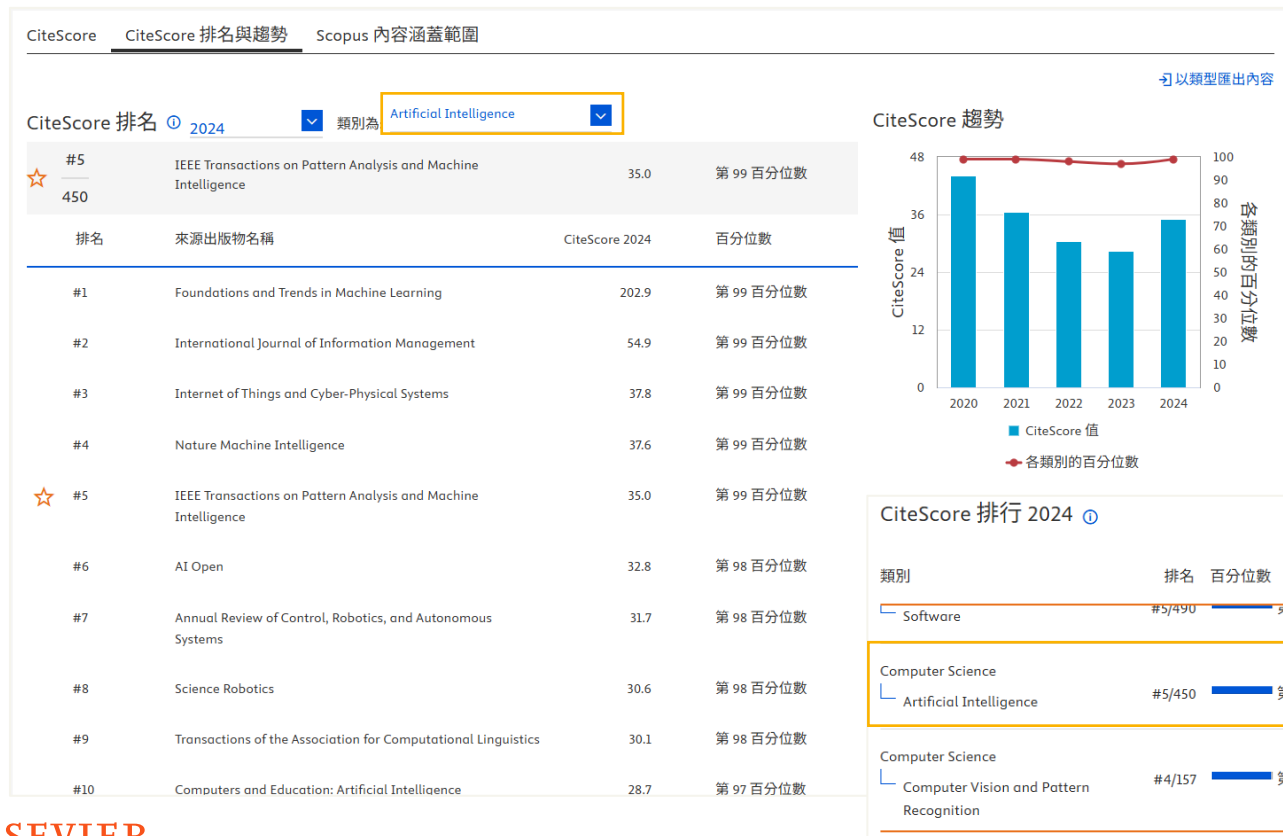 CiteScore CiteScore 排名與趨勢 Scopus 內容涵蓋範圍
以類型匯出內容
CiteScore 排名 2024 類別為 Artificial Intelligence
#5
450
IEEE Transactions on Pattern Analysis and Machine
Intelligence
35.0 第 99 百分位數
排名 來源出版物名稱 CiteScore 2024 百分位數
#1 Foundations and Trends in Machine Learning 202.9 第 99 百分位數
#2 International Journal of Information Management 54.9 第 99 百分位數
#3 Internet of Things and Cyber-Physical Systems 37.8 第 99 百分位數
#4 Nature Machine Intelligence 37.6 第 99 百分位數
#5 IEEE Transactions on Pattern Analysis and Machine 35.0 第 99 百分位數
Intelligence
#6 AI Open 32.8 第 98 百分位數
#7 Annual Review of Control, Robotics, and Autonomous 31.7 第 98 百分位數
Systems
#8 Science Robotics 30.6 第 98 百分位數
#9 Transactions of the Association for Computational Linguistics 30.1 第 98 百分位數
#10 Computers and Education: Artificial Intelligence 28.7 第 97 百分位數
CiteScore 趨勢
CiteScore 值
48
36
24
12
0
100
90
80
70
60
50
40
30
20
10
0
各類別的百分位數
2020 2021 2022 2023 2024
CiteScore 值
各類別的百分位數
CiteScore 排行 2024
類別 排名 百分位數
Software #5/490
Computer Science
Artificial Intelligence #5/450
Computer Science
Computer Vision and Pattern #4/157
Recognition